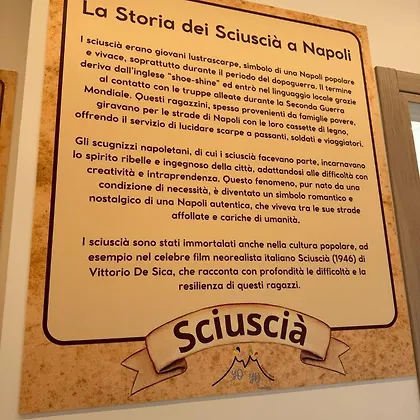 La Storia dei Sciuscià a Napoli
I sciuscià erano giovani lustrascarpe, simbolo di una Napoli popolare
e vivace, soprattutto durante il periodo del dopoguerra. Il termine
deriva dall'inglese "shoe-shine" ed entrò nel linguaggio locale grazie
al contatto con le truppe alleate durante la Seconda Guerra
Mondiale. Questi ragazzini, spesso provenienti da famiglie povere,
giravano per le strade di Napoli con le loro cassette di legno,
offrendo il servizio di lucidare scarpe a passanti, soldati e viaggiatori.
Gli scugnizzi napoletani, di cui i sciuscià facevano parte, incarnavano
lo spirito ribelle e ingegnoso della città, adattandosi alle difficoltà con
creatività e intraprendenza. Questo fenomeno, pur nato da una
condizione di necessità, è diventato un simbolo romantico e
nostalgico di una Napoli autentica, che viveva tra le sue strade
affollate e cariche di umanità.
I sciuscià sono stati immortalati anche nella cultura popolare, ad
esempio nel celebre film neorealista italiano Sciuscià (1946) di
Vittorio De Sica, che racconta con profondità le difficoltà e la
resilienza di questi ragazzi.
Sciuscià